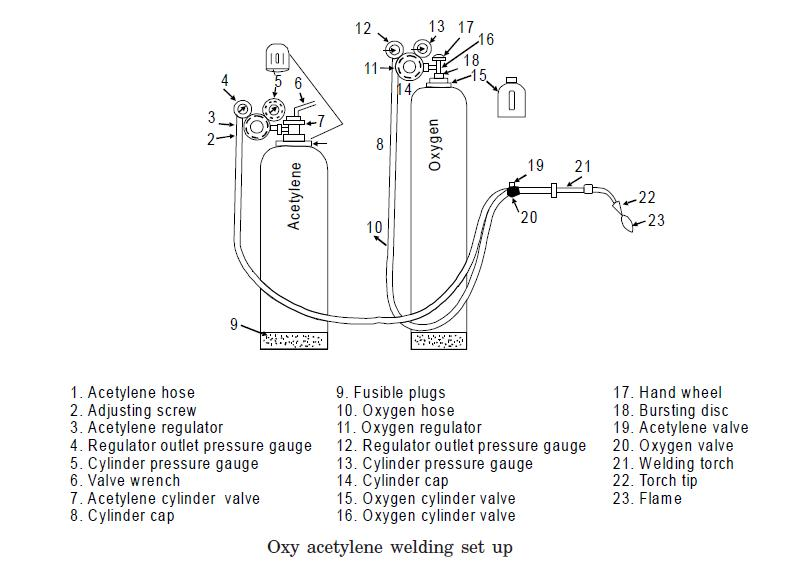 12
13
17
16
11
18
15
14
4
5
6
3
7
2
8
Acetylene
Oxygen
19
21
20
22
23
10
9
1. Acetylene hose
2. Adjusting screw
3. Acetylene regulator
4. Regulator outlet pressure gauge
5. Cylinder pressure gauge
6. Valve wrench
7. Acetylene cylinder valve
8. Cylinder cap
9. Fusible plugs
10. Oxygen hose
11. Oxygen regulator
12. Regulator outlet pressure gauge
13. Cylinder pressure gauge
14. Cylinder cap
15. Oxygen cylinder valve
16. Oxygen cylinder valve
17. Hand wheel
18. Bursting disc
19. Acetylene valve
20. Oxygen valve
21. Welding torch
22. Torch tip
23. Flame
Oxy acetylene welding set up